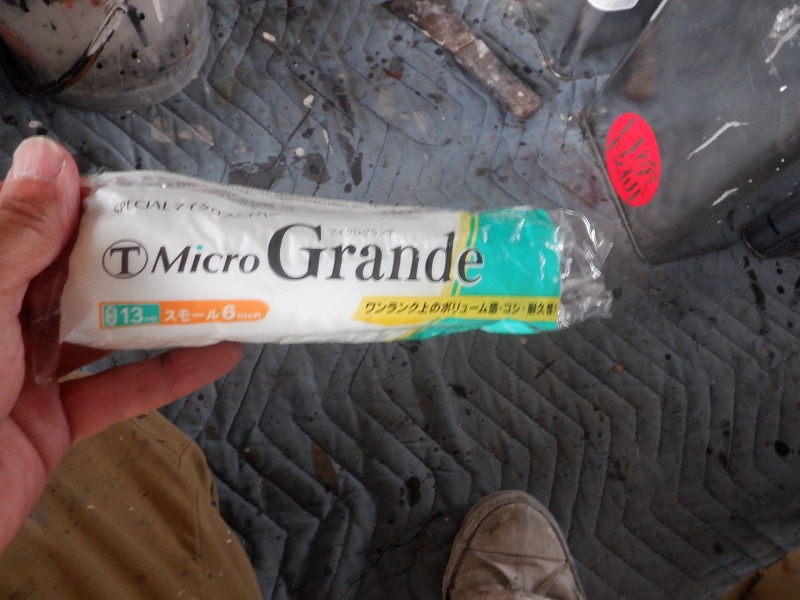 SPECIALマイクロファイバー
マイクログランデ
Ⓣ Micro Grande
13mm スモール6inch
ワンランク上のボリューム感・コシ・耐久性!